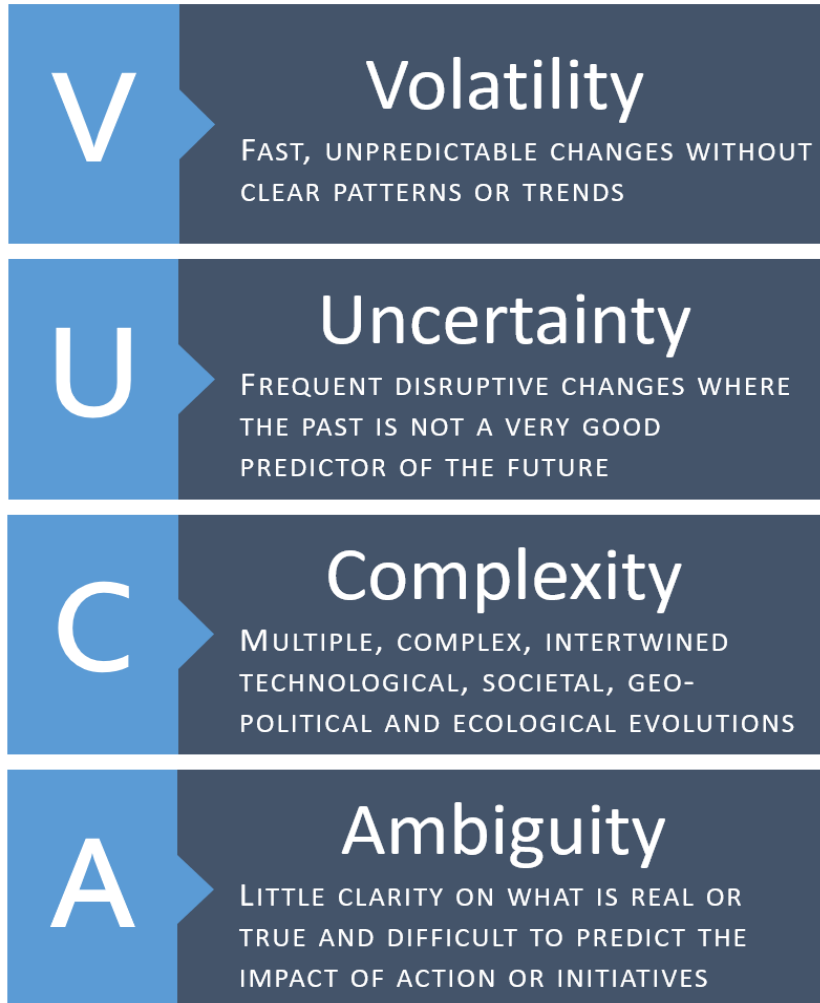 V
Volatility
FAST, UNPREDICTABLE CHANGES WITHOUT
CLEAR PATTERNS OR TRENDS
U
Uncertainty
FREQUENT DISRUPTIVE CHANGES WHERE
THE PAST IS NOT A VERY GOOD
PREDICTOR OF THE FUTURE
C
Complexity
MULTIPLE, COMPLEX, INTERTWINED
TECHNOLOGICAL, SOCIETAL, GEO-
POLITICAL AND ECOLOGICAL EVOLUTIONS
A
Ambiguity
LITTLE CLARITY ON WHAT IS REAL OR
TRUE AND DIFFICULT TO PREDICT THE
IMPACT OF ACTION OR INITIATIVES